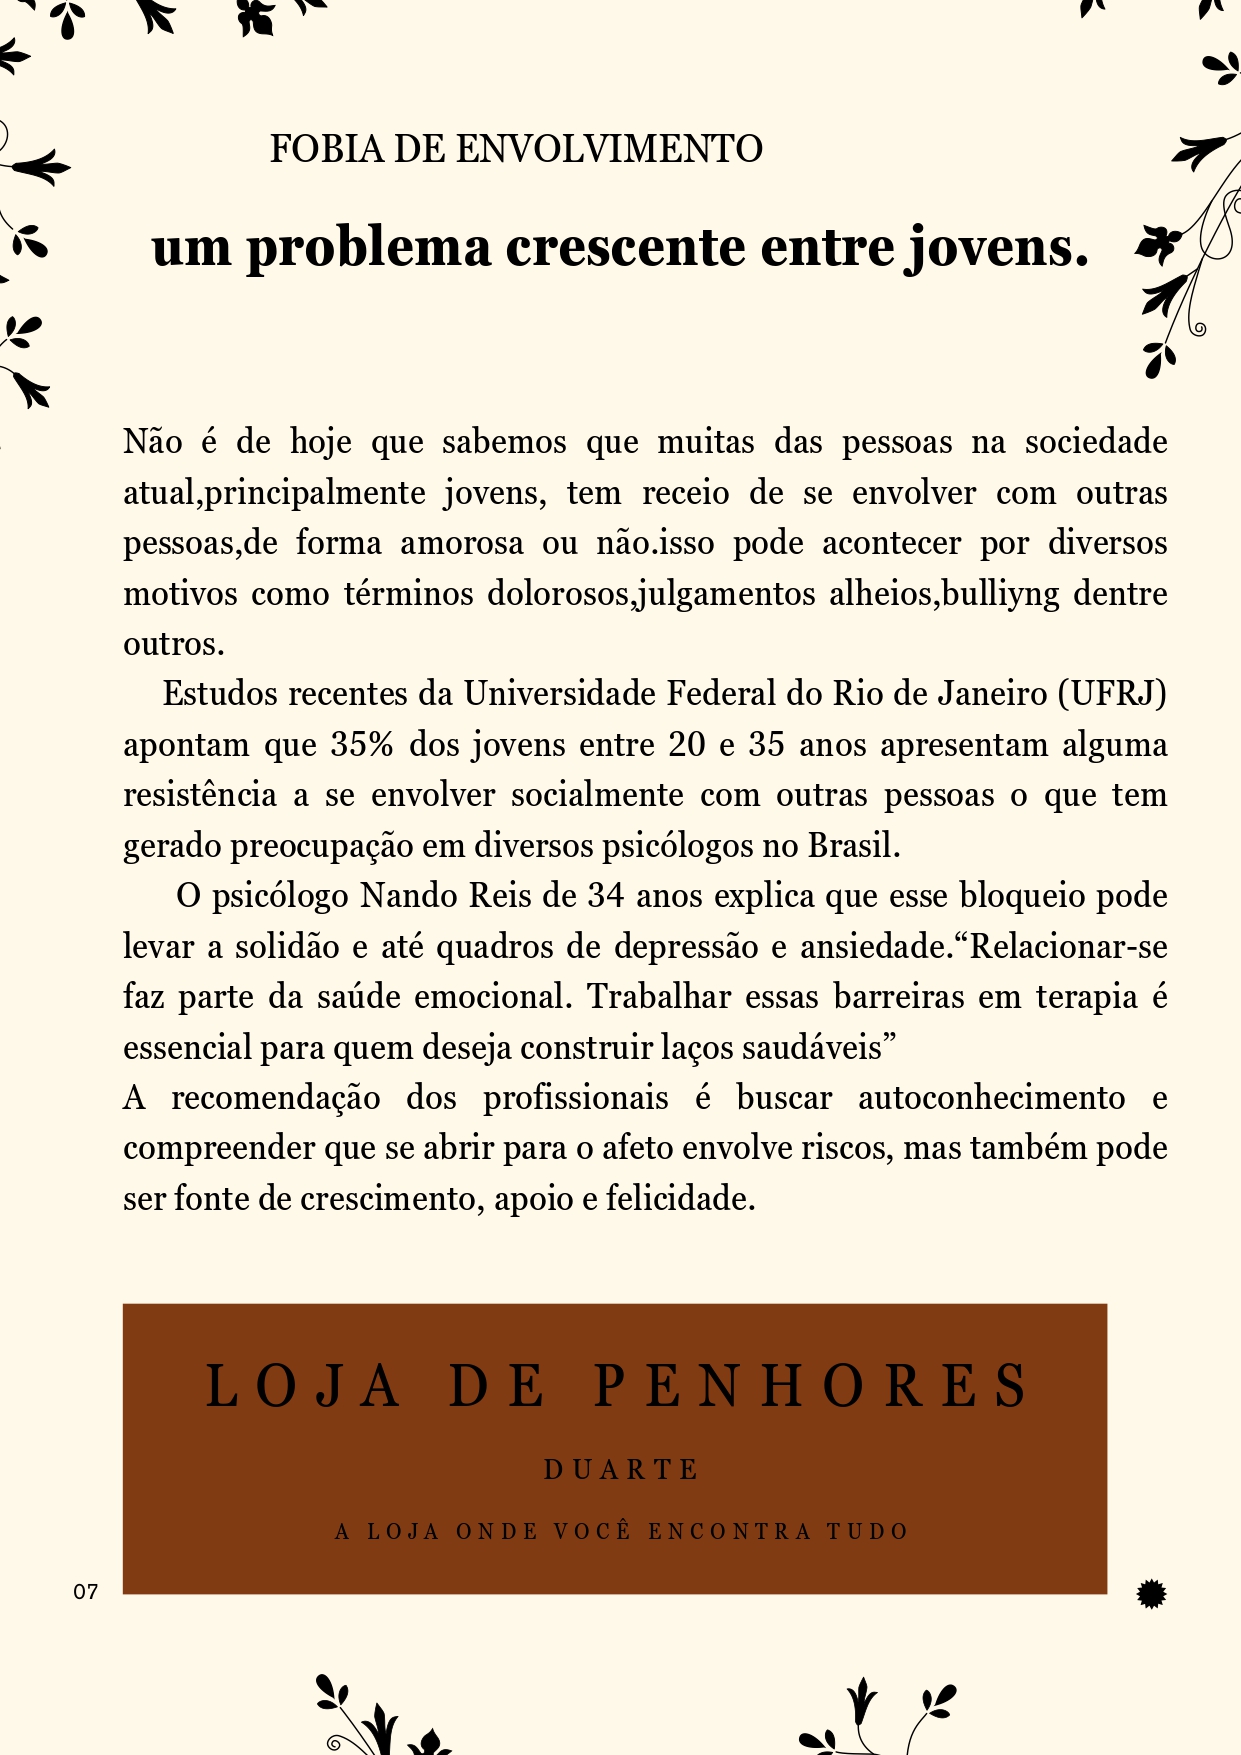 FOBIA DE ENVOLVIMENTO
um problema crescente entre jovens.
Não é de hoje que sabemos que muitas das pessoas na sociedade
atual,principalmente jovens, tem receio de se envolver com outras
pessoas,de forma amorosa ou não.isso pode acontecer por diversos
motivos como términos dolorosos,julgamentos alheios,bulliyng dentre
outros.
Estudos recentes da Universidade Federal do Rio de Janeiro (UFRJ)
apontam que 35% dos jovens entre 20 e 35 anos apresentam alguma
resistência a se envolver socialmente com outras pessoas o que tem
gerado preocupação em diversos psicólogos no Brasil.
O psicólogo Nando Reis de 34 anos explica que esse bloqueio pode
levar a solidão e até quadros de depressão e ansiedade.“Relacionar-se
faz parte da saúde emocional. Trabalhar essas barreiras em terapia é
essencial para quem deseja construir laços saudáveis”
A recomendação dos profissionais é buscar autoconhecimento e
compreender que se abrir para o afeto envolve riscos, mas também pode
ser fonte de crescimento, apoio e felicidade.
LOJA DE PENHORES
DUARTE
A LOJA ONDE VOCÊ ENCONTRA TUDO
07